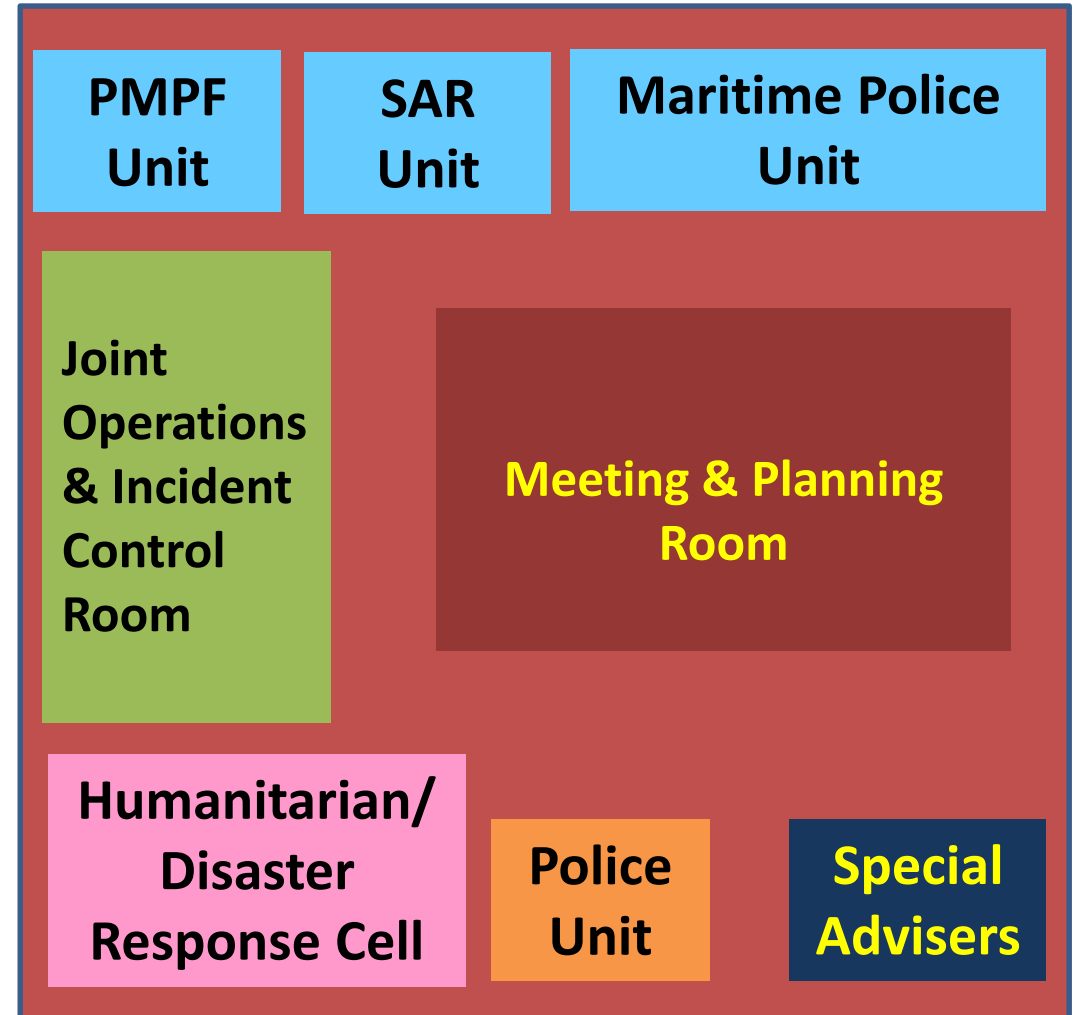 PMPF
Unit
SAR
Unit
Maritime Police
Unit
Joint
Operations
& Incident
Control
Room
Meeting & Planning
Room
Humanitarian/
Disaster
Response Cell
Police
Unit
Special
Advisers